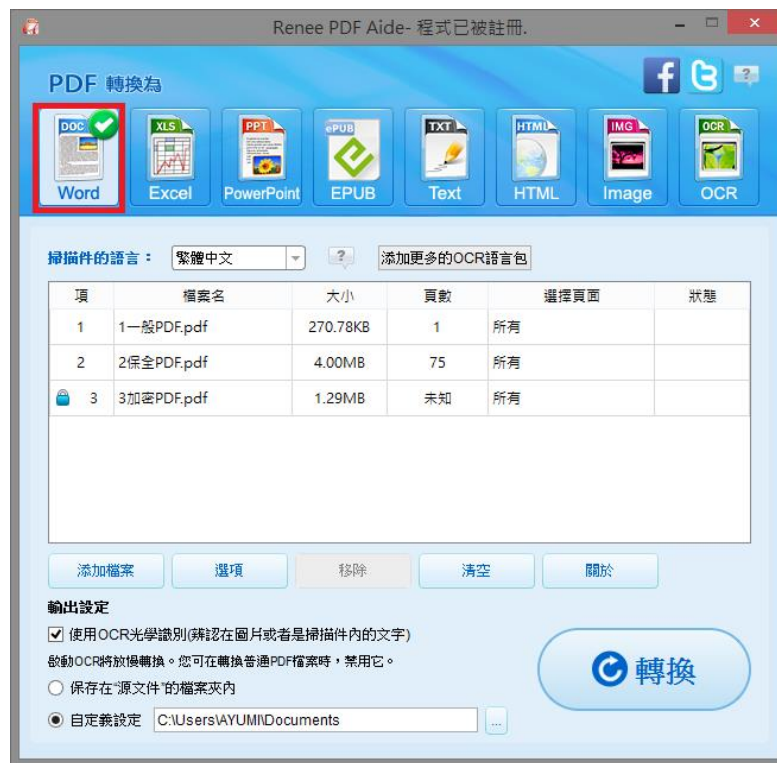 Renee PDF Aide- 程式已被註冊.
PDF 轉換為
DOC XLS PPT ePUB TXT HTML IMG OCR
Word Excel PowerPoint EPUB Text HTML Image OCR
掃描件的語言： 繁體中文 ? 添加更多的OCR語言包
項 檔案名 大小 頁數 選擇頁面 狀態
1 1一般PDF.pdf 270.78KB 1 所有
2 2保全PDF.pdf 4.00MB 75 所有
3 3加密PDF.pdf 1.29MB 未知 所有
添加檔案 選項 移除 清空 關於
輸出設定
使用OCR光學識別(辨認在圖片或者是掃描件內的文字)
啟動OCR將放慢轉換。您可在轉換普通PDF檔案時，禁用它。
保存在"源文件"的檔案夾內
自定義設定 C:\Users\AYUMI\Documents ...
轉換